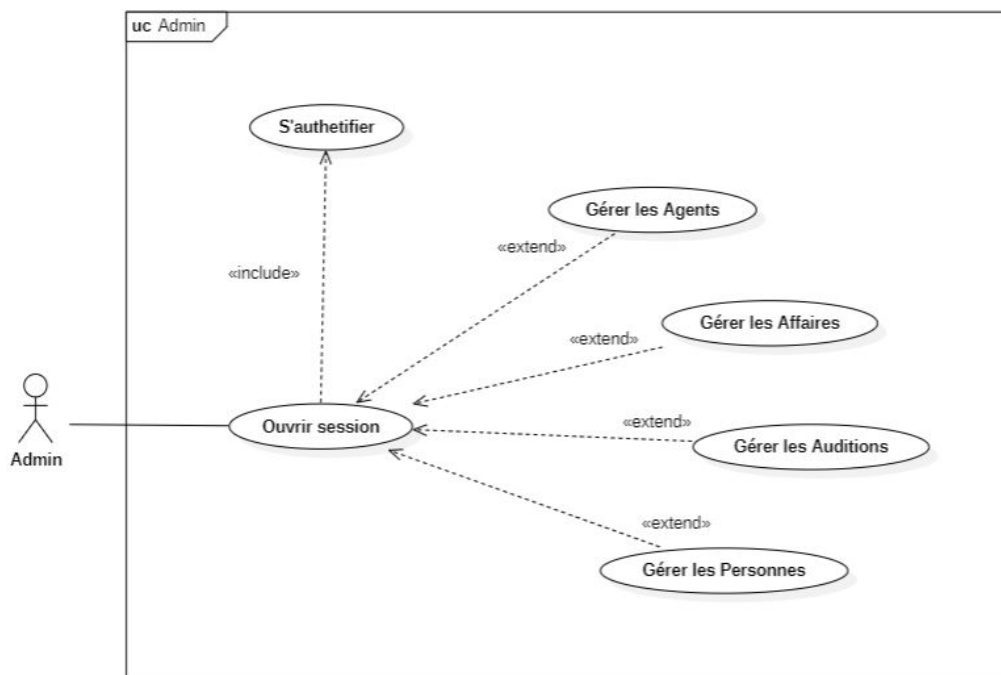 uc Admin
S'authetifier
Gérer les Agents
«extend»
«include»
Gérer les Affaires
«extend»
Ouvrir session
«extend»
Gérer les Auditions
Admin
«extend»
Gérer les Personnes